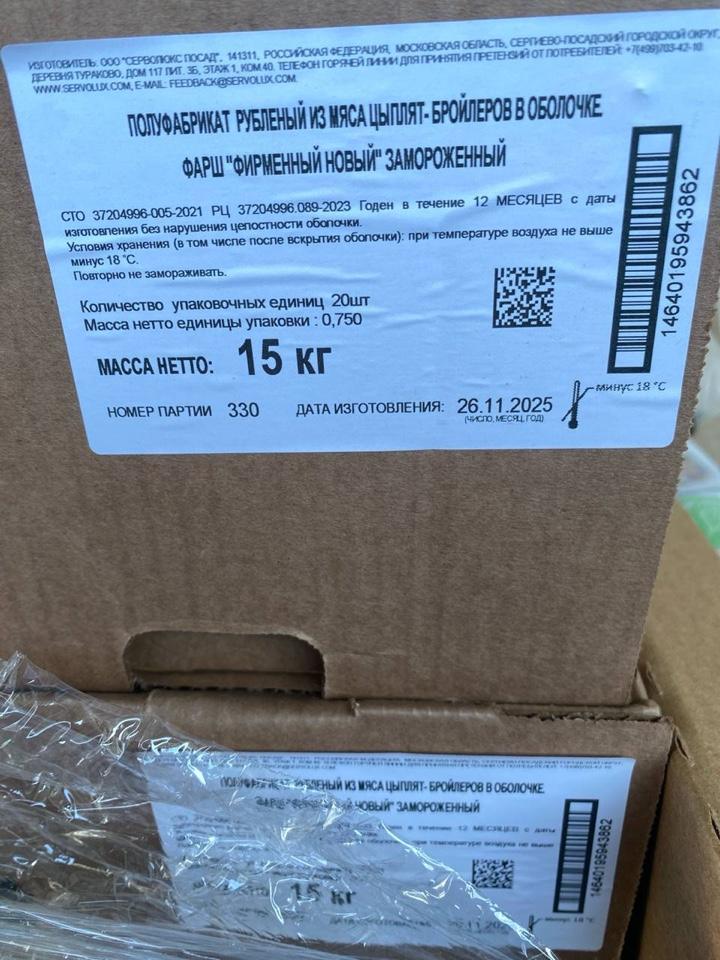 ИЗГОТОВИТЕЛЬ: ООО "СЕРВОЛЮКС ПОСАД", 141311, РОССИЙСКАЯ ФЕДЕРАЦИЯ, МОСКОВСКАЯ ОБЛАСТЬ, СЕРГИЕВО-ПОСАДСКИЙ ГОРОДСКОЙ ОКРУГ,
ДЕРЕВНЯ ТУРАКОВО, ДОМ 117 ЛИТ. 3Б, ЭТАЖ 1, КОМ.40. ТЕЛЕФОН ГОРЯЧЕЙ ЛИНИИ ДЛЯ ПРИНЯТИЯ ПРЕТЕНЗИЙ ОТ ПОТРЕБИТЕЛЕЙ: +7(499)703-42-10
WWW.SERVOLUX.COM, E-MAIL: FEEDBACK@SERVOLUX.COM.
ПОЛУФАБРИКАТ РУБЛЕНЫЙ ИЗ МЯСА ЦЫПЛЯТ-БРОЙЛЕРОВ В ОБОЛОЧКЕ.
ФАРШ "ФИРМЕННЫЙ НОВЫЙ" ЗАМОРОЖЕННЫЙ
СТО 37204996-005-2021 РЦ 37204996.089-2023 Годен в течение 12 МЕСЯЦЕВ с даты
изготовления без нарушения целостности оболочки.
Условия хранения (в том числе после вскрытия оболочки): при температуре воздуха не выше
минус 18 °C.
Повторно не замораживать.
Количество упаковочных единиц 20шт
Масса нетто единицы упаковки : 0,750
МАССА НЕТТО: 15 кг
НОМЕР ПАРТИИ 330 ДАТА ИЗГОТОВЛЕНИЯ: 26.11.2025
(ЧИСЛО, МЕСЯЦ, ГОД)
минус 18 °C
14640195943862
ПОЛУФАБРИКАТ РУБЛЕНЫЙ ИЗ МЯСА ЦЫПЛЯТ-БРОЙЛЕРОВ В ОБОЛОЧКЕ.
ФАРШ НОВЫЙ" ЗАМОРОЖЕННЫЙ
Годен в течение 12 МЕСЯЦЕВ с даты
при температуре воздуха не выше
15 кг
минус 18 °C
14640195943862